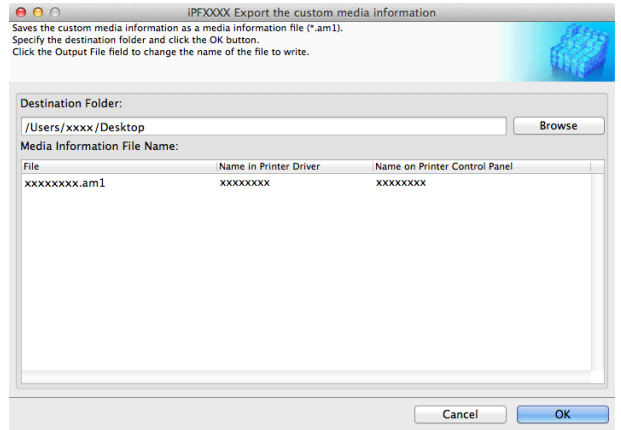 iPFXXXX Export the custom media information
Saves the custom media information as a media information file (*.am1).
Specify the destination folder and click the OK button.
Click the Output File field to change the name of the file to write.
Destination Folder:
/Users/xxxx/Desktop Browse
Media Information File Name:
File Name in Printer Driver Name on Printer Control Panel
xxxxxxxx.am1 xxxxxxxx xxxxxxxx
Cancel OK